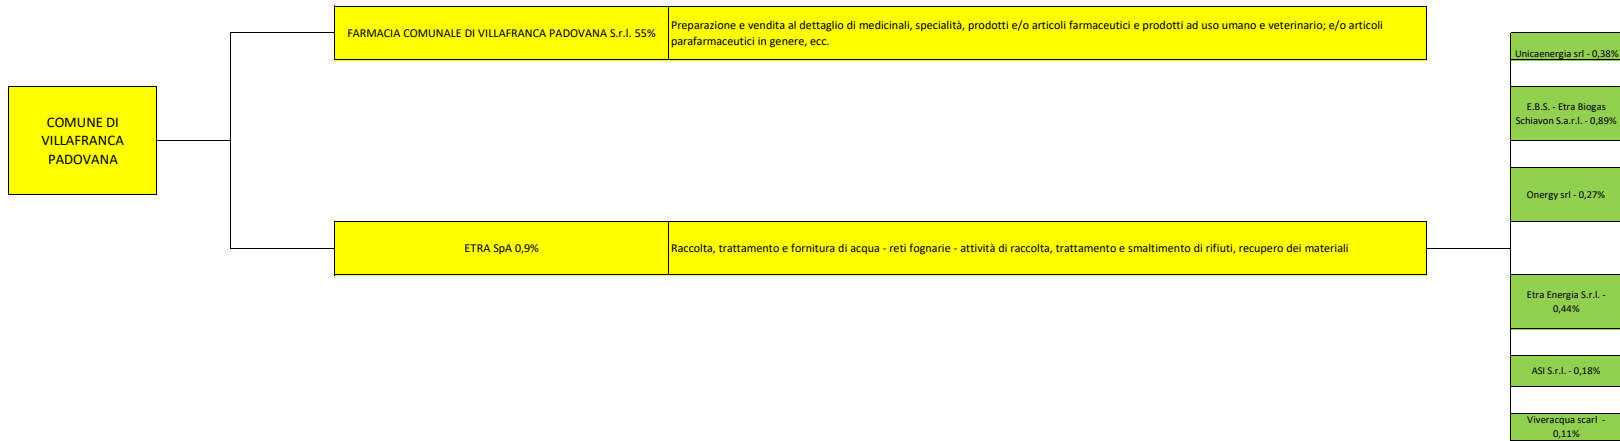 COMUNE DI
VILLAFRANCA
PADOVANA
FARMACIA COMUNALE DI VILLAFRANCA PADOVANA S.r.l. 55%
Preparazione e vendita al dettaglio di medicinali, specialità, prodotti e/o articoli farmaceutici e prodotti ad uso umano e veterinario; e/o articoli
parafarmaceutici in genere, ecc.
ETRA SpA 0,9%
Raccolta, trattamento e fornitura di acqua - reti fognarie - attività di raccolta, trattamento e smaltimento di rifiuti, recupero dei materiali
Unicaenergia srl - 0,38%
E.B.S. - Etra Biogas
Schiavon S.a.r.l. - 0,89%
Onergy srl - 0,27%
Etra Energia S.r.l. -
0,44%
ASI S.r.l. - 0,18%
Viveracqua scarl -
0,11%